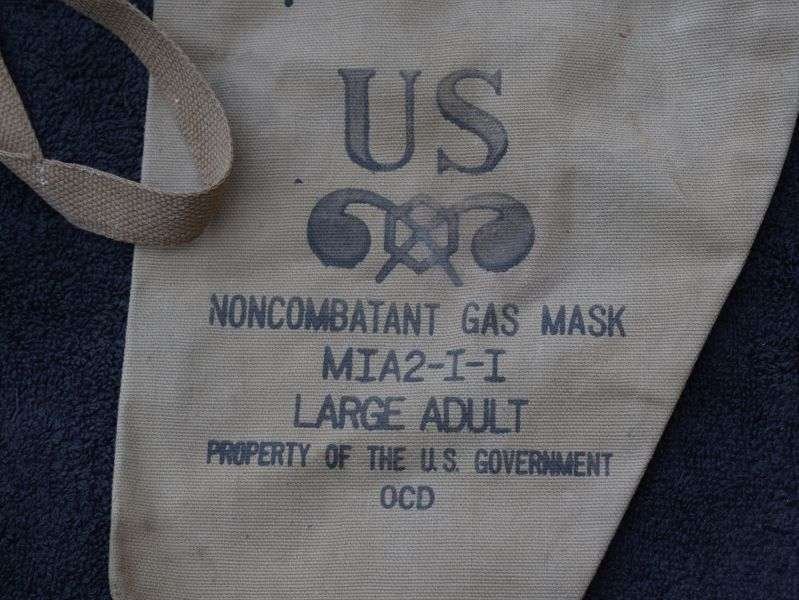 US
NONCOMBATANT GAS MASK
MIA2-I-I
LARGE ADULT
PROPERTY OF THE U.S. GOVERNMENT
OCD